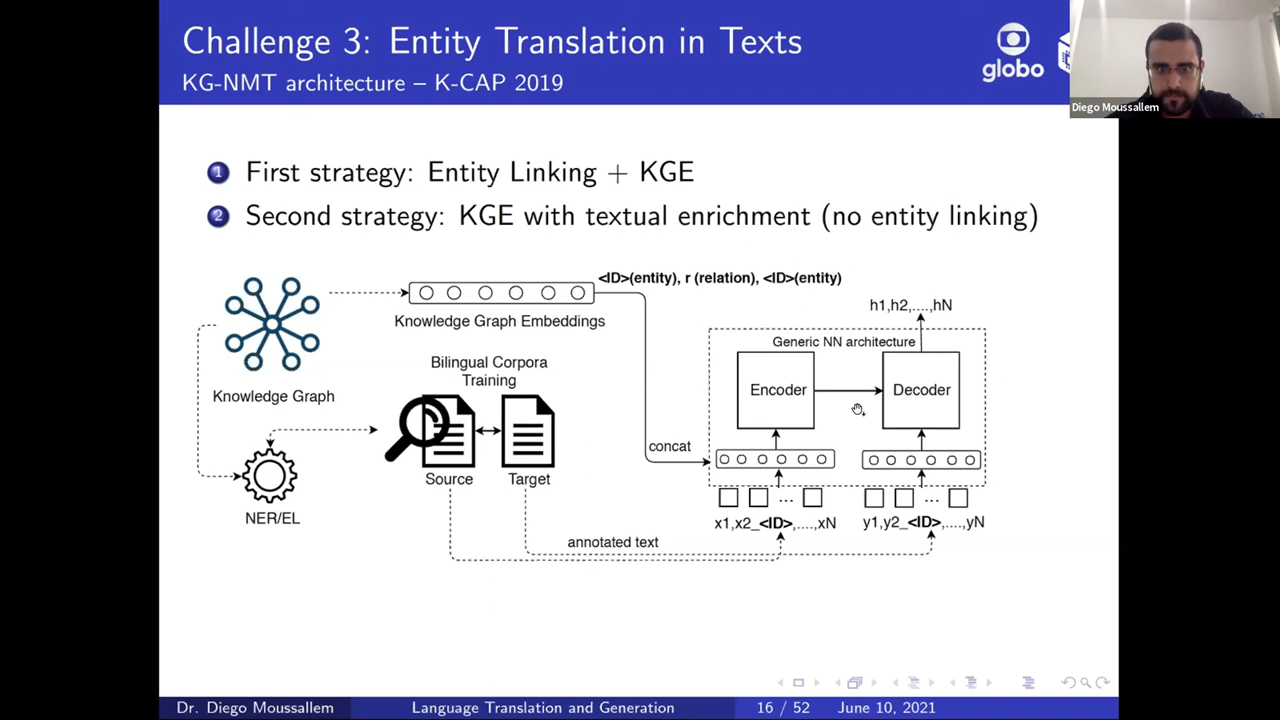 Challenge 3: Entity Translation in Texts
KG-NMT architecture – K-CAP 2019
globo
Diego Moussallem
1 First strategy: Entity Linking + KGE
2 Second strategy: KGE with textual enrichment (no entity linking)
<ID>(entity), r (relation), <ID>(entity)
Knowledge Graph Embeddings
h1,h2,....,hN
Generic NN architecture
Bilingual Corpora
Training
Encoder
Decoder
Knowledge Graph
concat
Source
Target
NER/EL
...
...
x1,x2_<ID>,....,xN
y1,y2_<ID>,....,yN
annotated text
Dr. Diego Moussallem
Language Translation and Generation
16 / 52
June 10, 2021